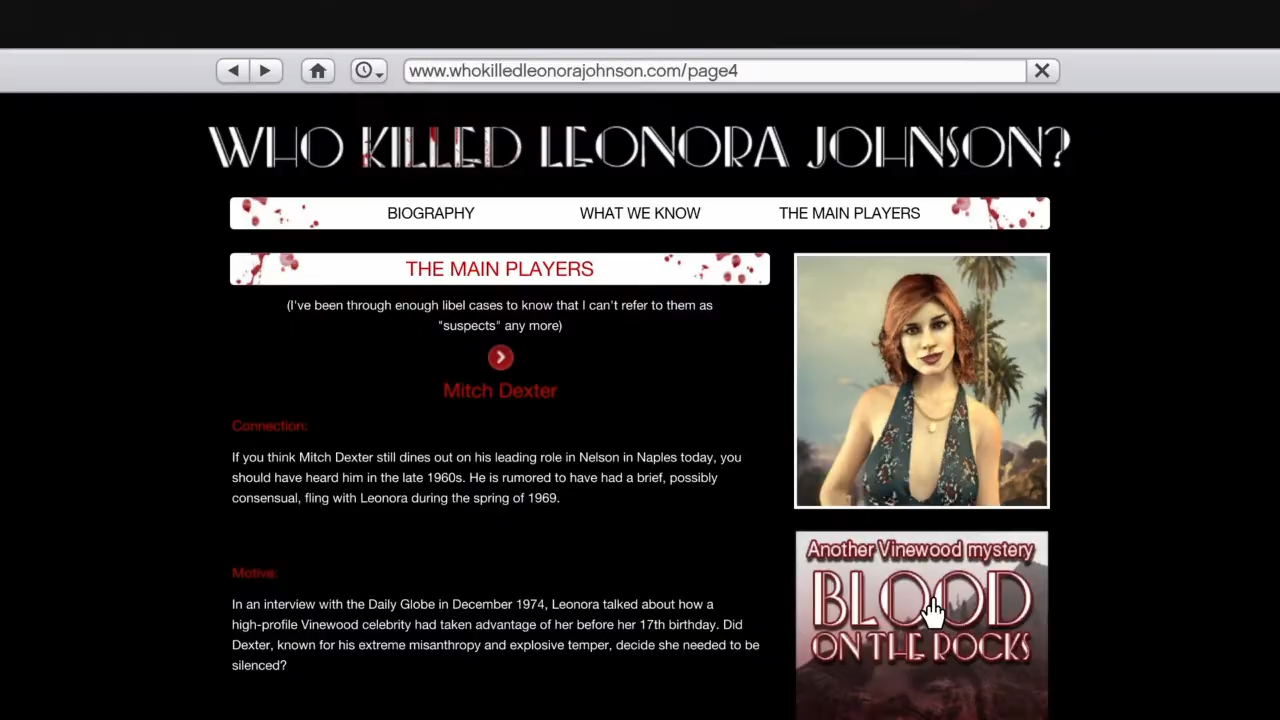 www.whokilledleonorajohnson.com/page4
WHO KILLED LEONORA JOHNSON?
BIOGRAPHY
WHAT WE KNOW
THE MAIN PLAYERS
THE MAIN PLAYERS
(I've been through enough libel cases to know that I can't refer to them as
"suspects" any more)
Mitch Dexter
Connection:
If you think Mitch Dexter still dines out on his leading role in Nelson in Naples today, you
should have heard him in the late 1960s. He is rumored to have had a brief, possibly
consensual, fling with Leonora during the spring of 1969.
Motive:
In an interview with the Daily Globe in December 1974, Leonora talked about how a
high-profile Vinewood celebrity had taken advantage of her before her 17th birthday. Did
Dexter, known for his extreme misanthropy and explosive temper, decide she needed to be
silenced?
Another Vinewood mystery
BLOOD
ON THE ROCKS